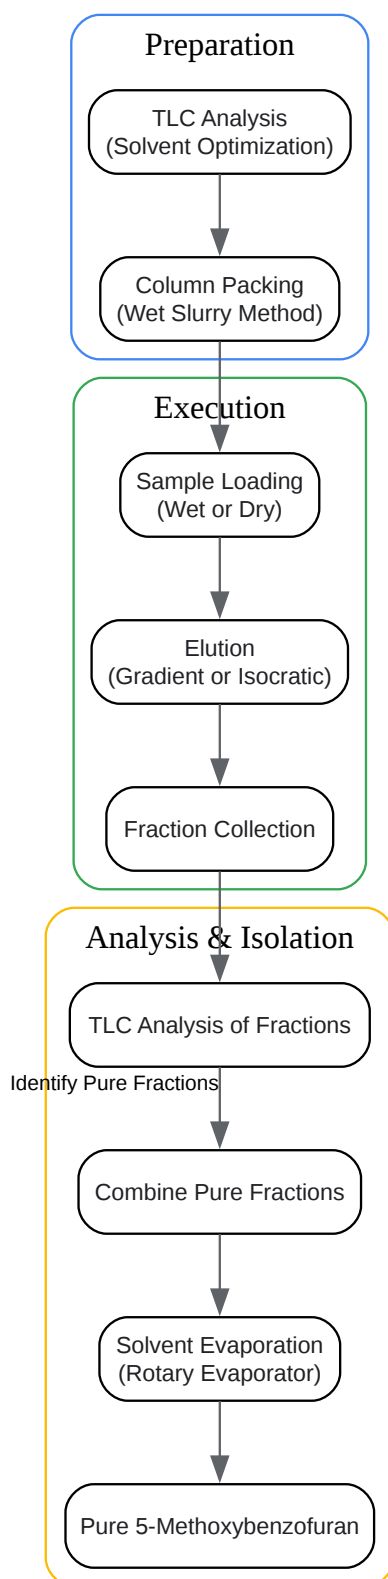 Preparation
TLC Analysis
(Solvent Optimization)
Column Packing
(Wet Slurry Method)
Execution
Sample Loading
(Wet or Dry)
Elution
(Gradient or Isocratic)
Fraction Collection
Analysis & Isolation
TLC Analysis of Fractions
Identify Pure Fractions
Combine Pure Fractions
Solvent Evaporation
(Rotary Evaporator)
Pure 5-Methoxybenzofuran